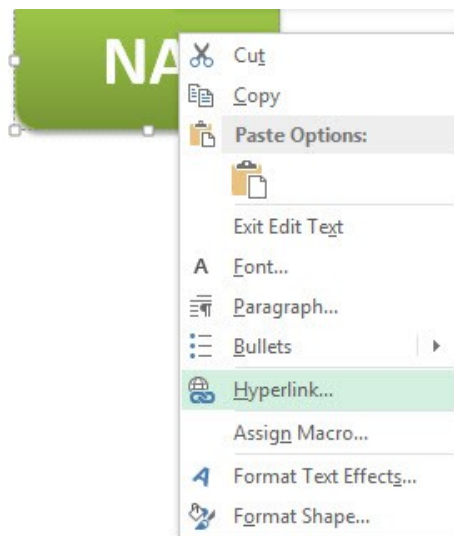 NA
Cut
Copy
Paste Options:
Exit Edit Text
A Font...
Paragraph...
Bullets
Hyperlink...
Assign Macro...
A Format Text Effects...
Format Shape...